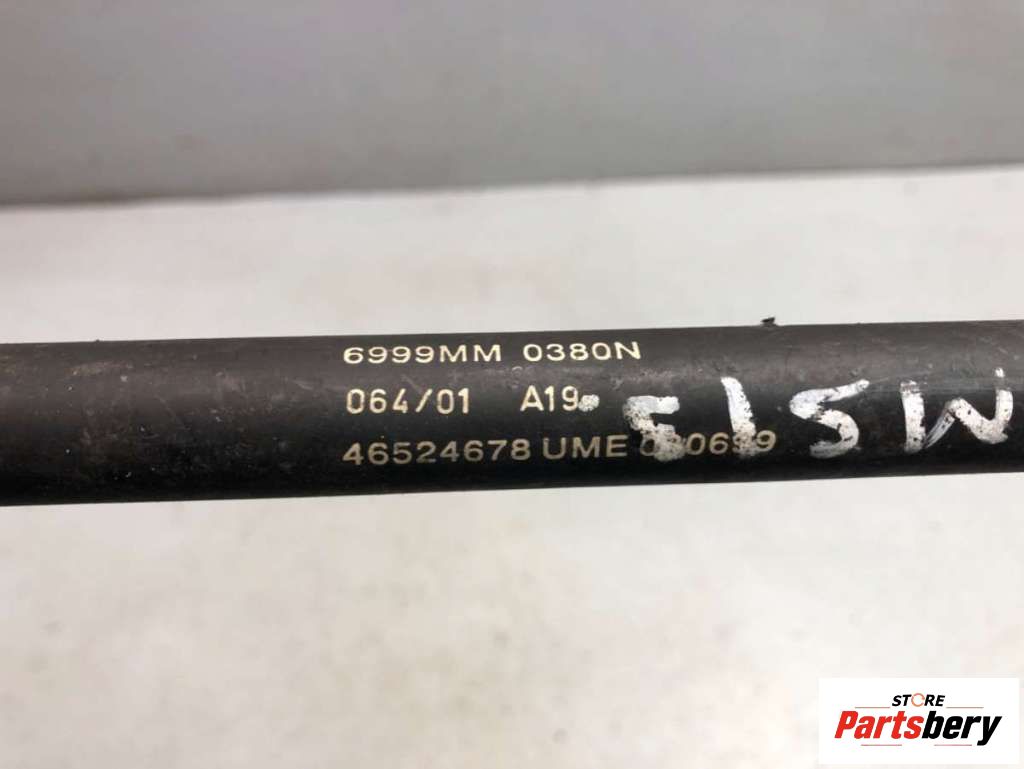 6999MM 0380N
064/01 A19
46524678 UME
STORE
Partsbery